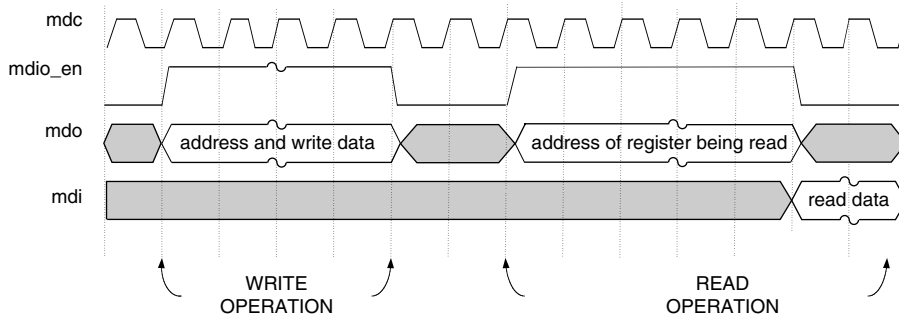 mdc
mdio_en
mdo
address and write data
address of register being read
mdi
read data
WRITE
OPERATION
READ
OPERATION